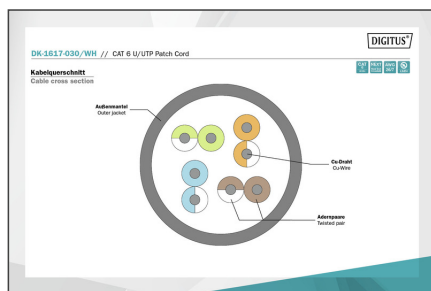 DIGITUS®
DK-1617-030/WH // CAT 6 U/UTP Patch Cord
Kabelquerschnitt
Cable cross section
Außenmantel
Outer jacket
Cu-Draht
Cu-Wire
Adernpaare
Twisted pair